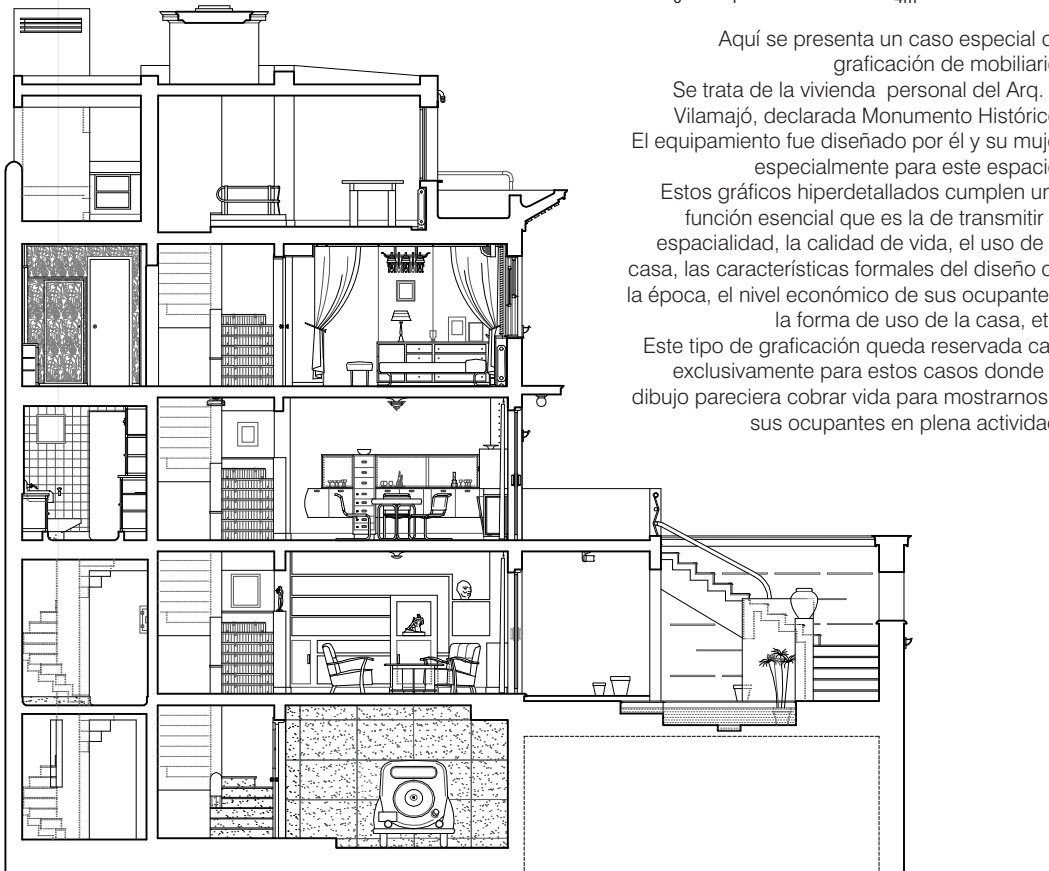 Aquí se presenta un caso especial
graficación de
Se trata de la vivienda personal del Arq.
Vilamajó, declarada Monumento
El equipamiento fue diseñado por él y su
especialmente para este
Estos gráficos hiperdetallados cumplen
función esencial que es la de transmitir
espacialidad, la calidad de vida, el uso de
casa, las características formales del diseño
la época, el nivel económico de sus
la forma de uso de la casa,
Este tipo de graficación queda reservada
exclusivamente para estos casos donde
dibujo pareciera cobrar vida para mostrarnos
sus ocupantes en plena